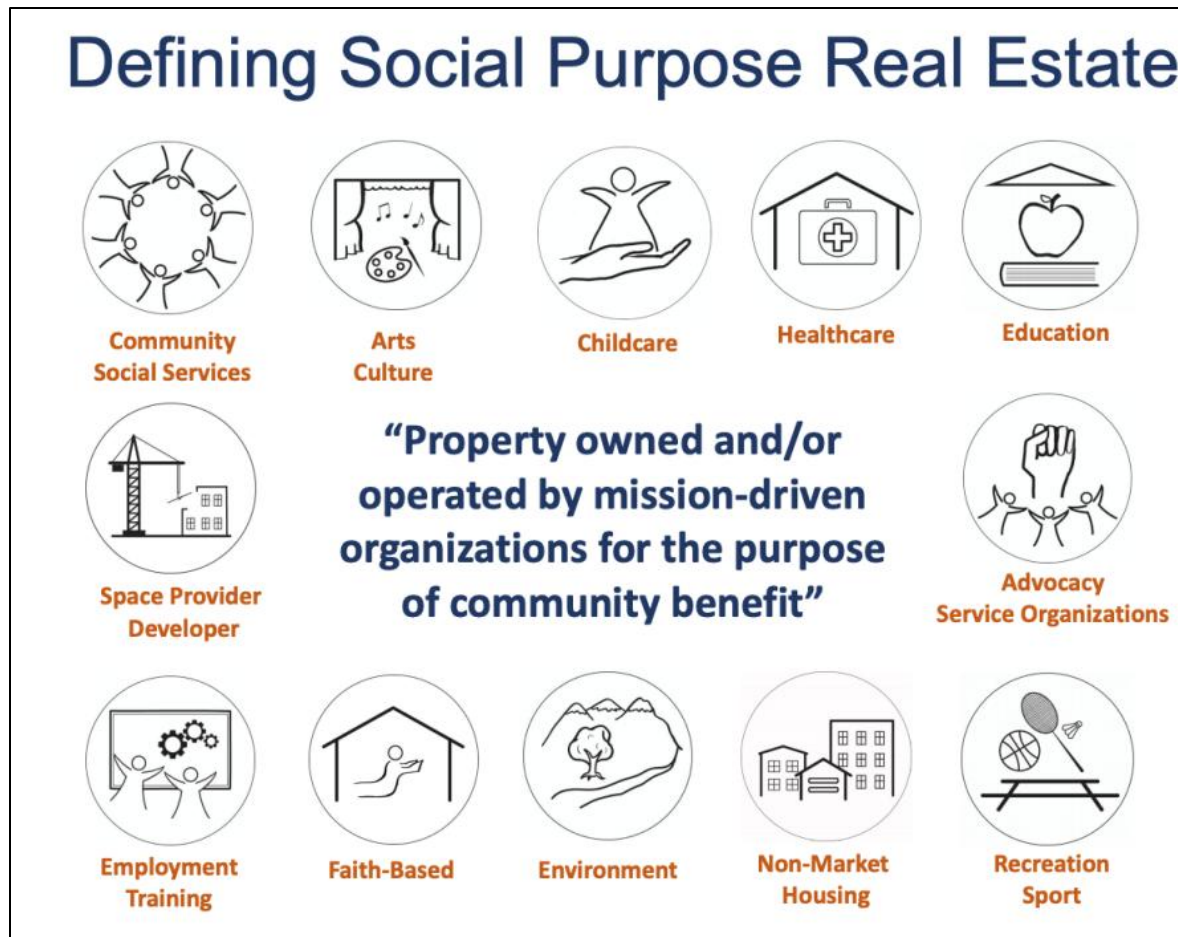 Defining Social Purpose Real Estate
Community
Social Services
Arts
Culture
Childcare
Healthcare
Education
Space Provider
Developer
“Property owned and/or
operated by mission-driven
organizations for the purpose
of community benefit”
Advocacy
Service Organizations
Employment
Training
Faith-Based
Environment
Non-Market
Housing
Recreation
Sport